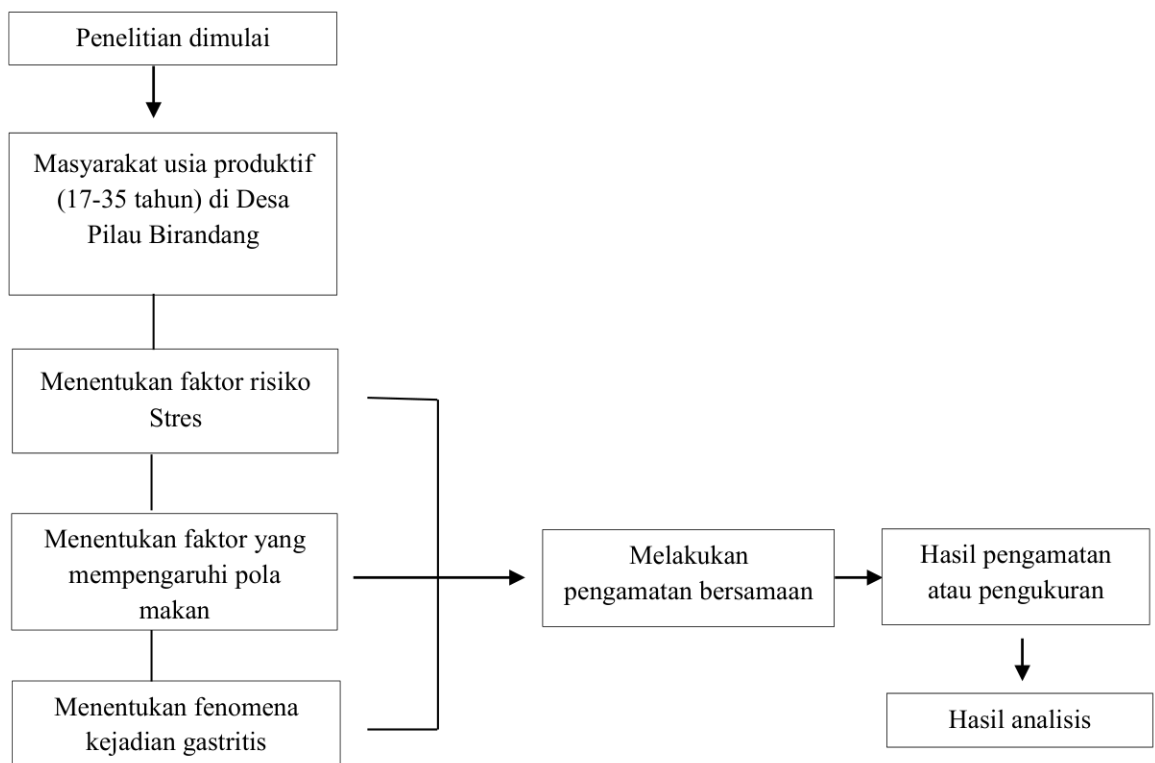 Penelitian dimulai
Masyarakat usia produktif
(17-35 tahun) di Desa
Pilau Birandang
Menentukan faktor risiko
Stres
Menentukan faktor yang
mempengaruhi pola
makan
Menentukan fenomena
kejadian gastritis
Melakukan
pengamatan bersamaan
Hasil pengamatan
atau pengukuran
Hasil analisis